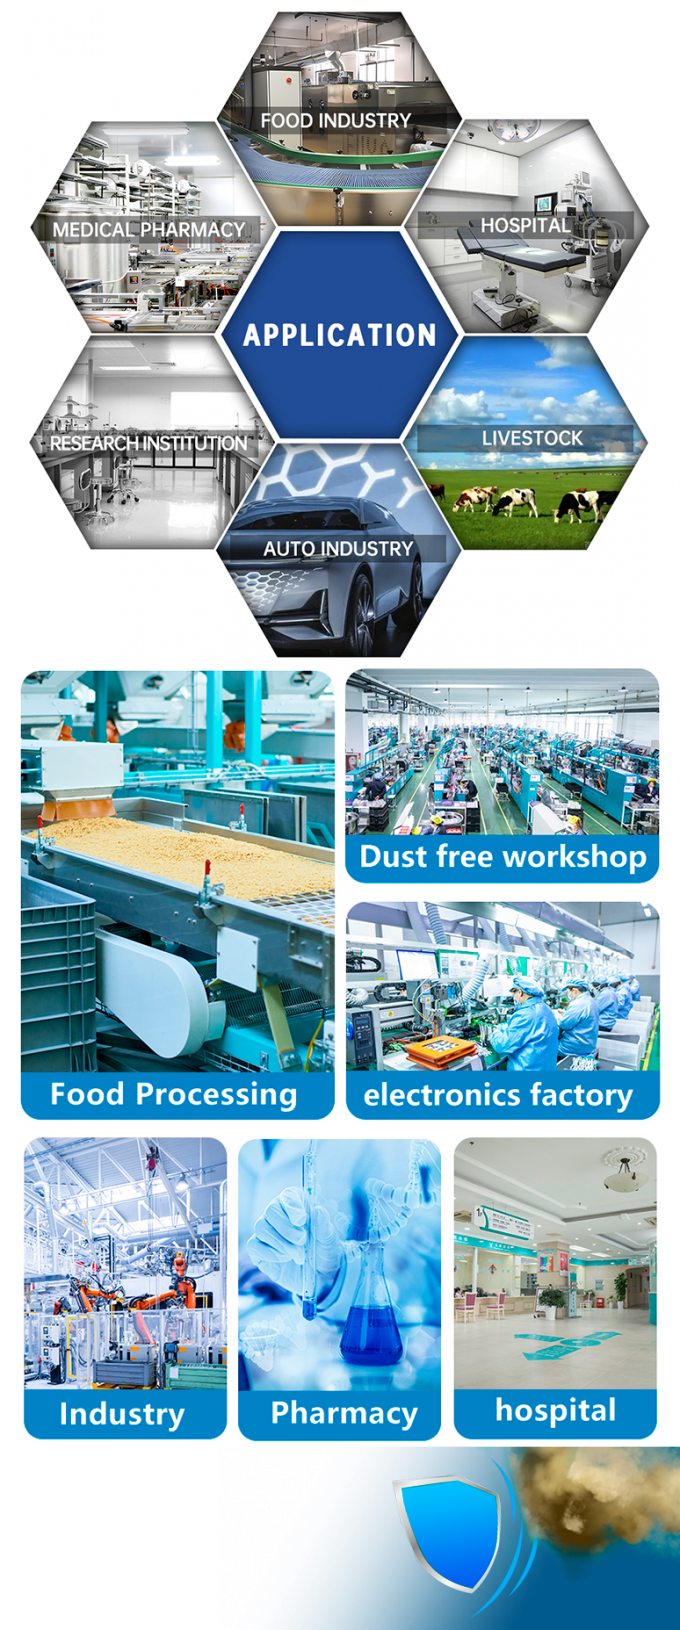 FOOD INDUSTRY
MEDICAL PHARMACY
HOSPITAL
APPLICATION
RESEARCH INSTITUTION
LIVESTOCK
AUTO INDUSTRY
Dust free workshop
Food Processing
electronics factory
Industry
Pharmacy
hospital